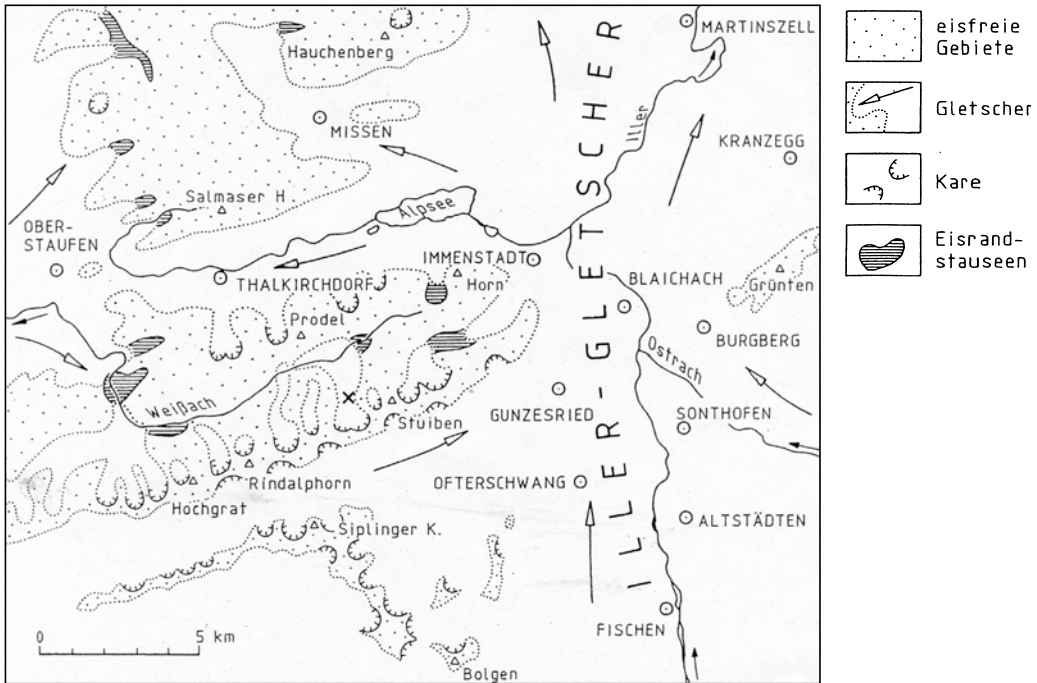 Hauchenberg
MARTINSZELL
MISSEN
Iller
KRANZEGG
Salmaser H.
Alpsee
OBER-
STAUFEN
THALKIRCHDORF
IMMENSTADT
Horn
BLAICHACH
Grünten
Prodel
BURGBERG
Ostrach
Weißach
Stuiben
GUNZESRIED
SONTHOFEN
Rindalphorn
OFTERSCHWANG
Hochgrat
ALTSTÄDTEN
Siplinger K.
ILLER-GLETSCHER
FISCHEN
Bolgen
0 5 km
eisfreie
Gebiete
Gletscher
Kare
Eisrand-
stauseen